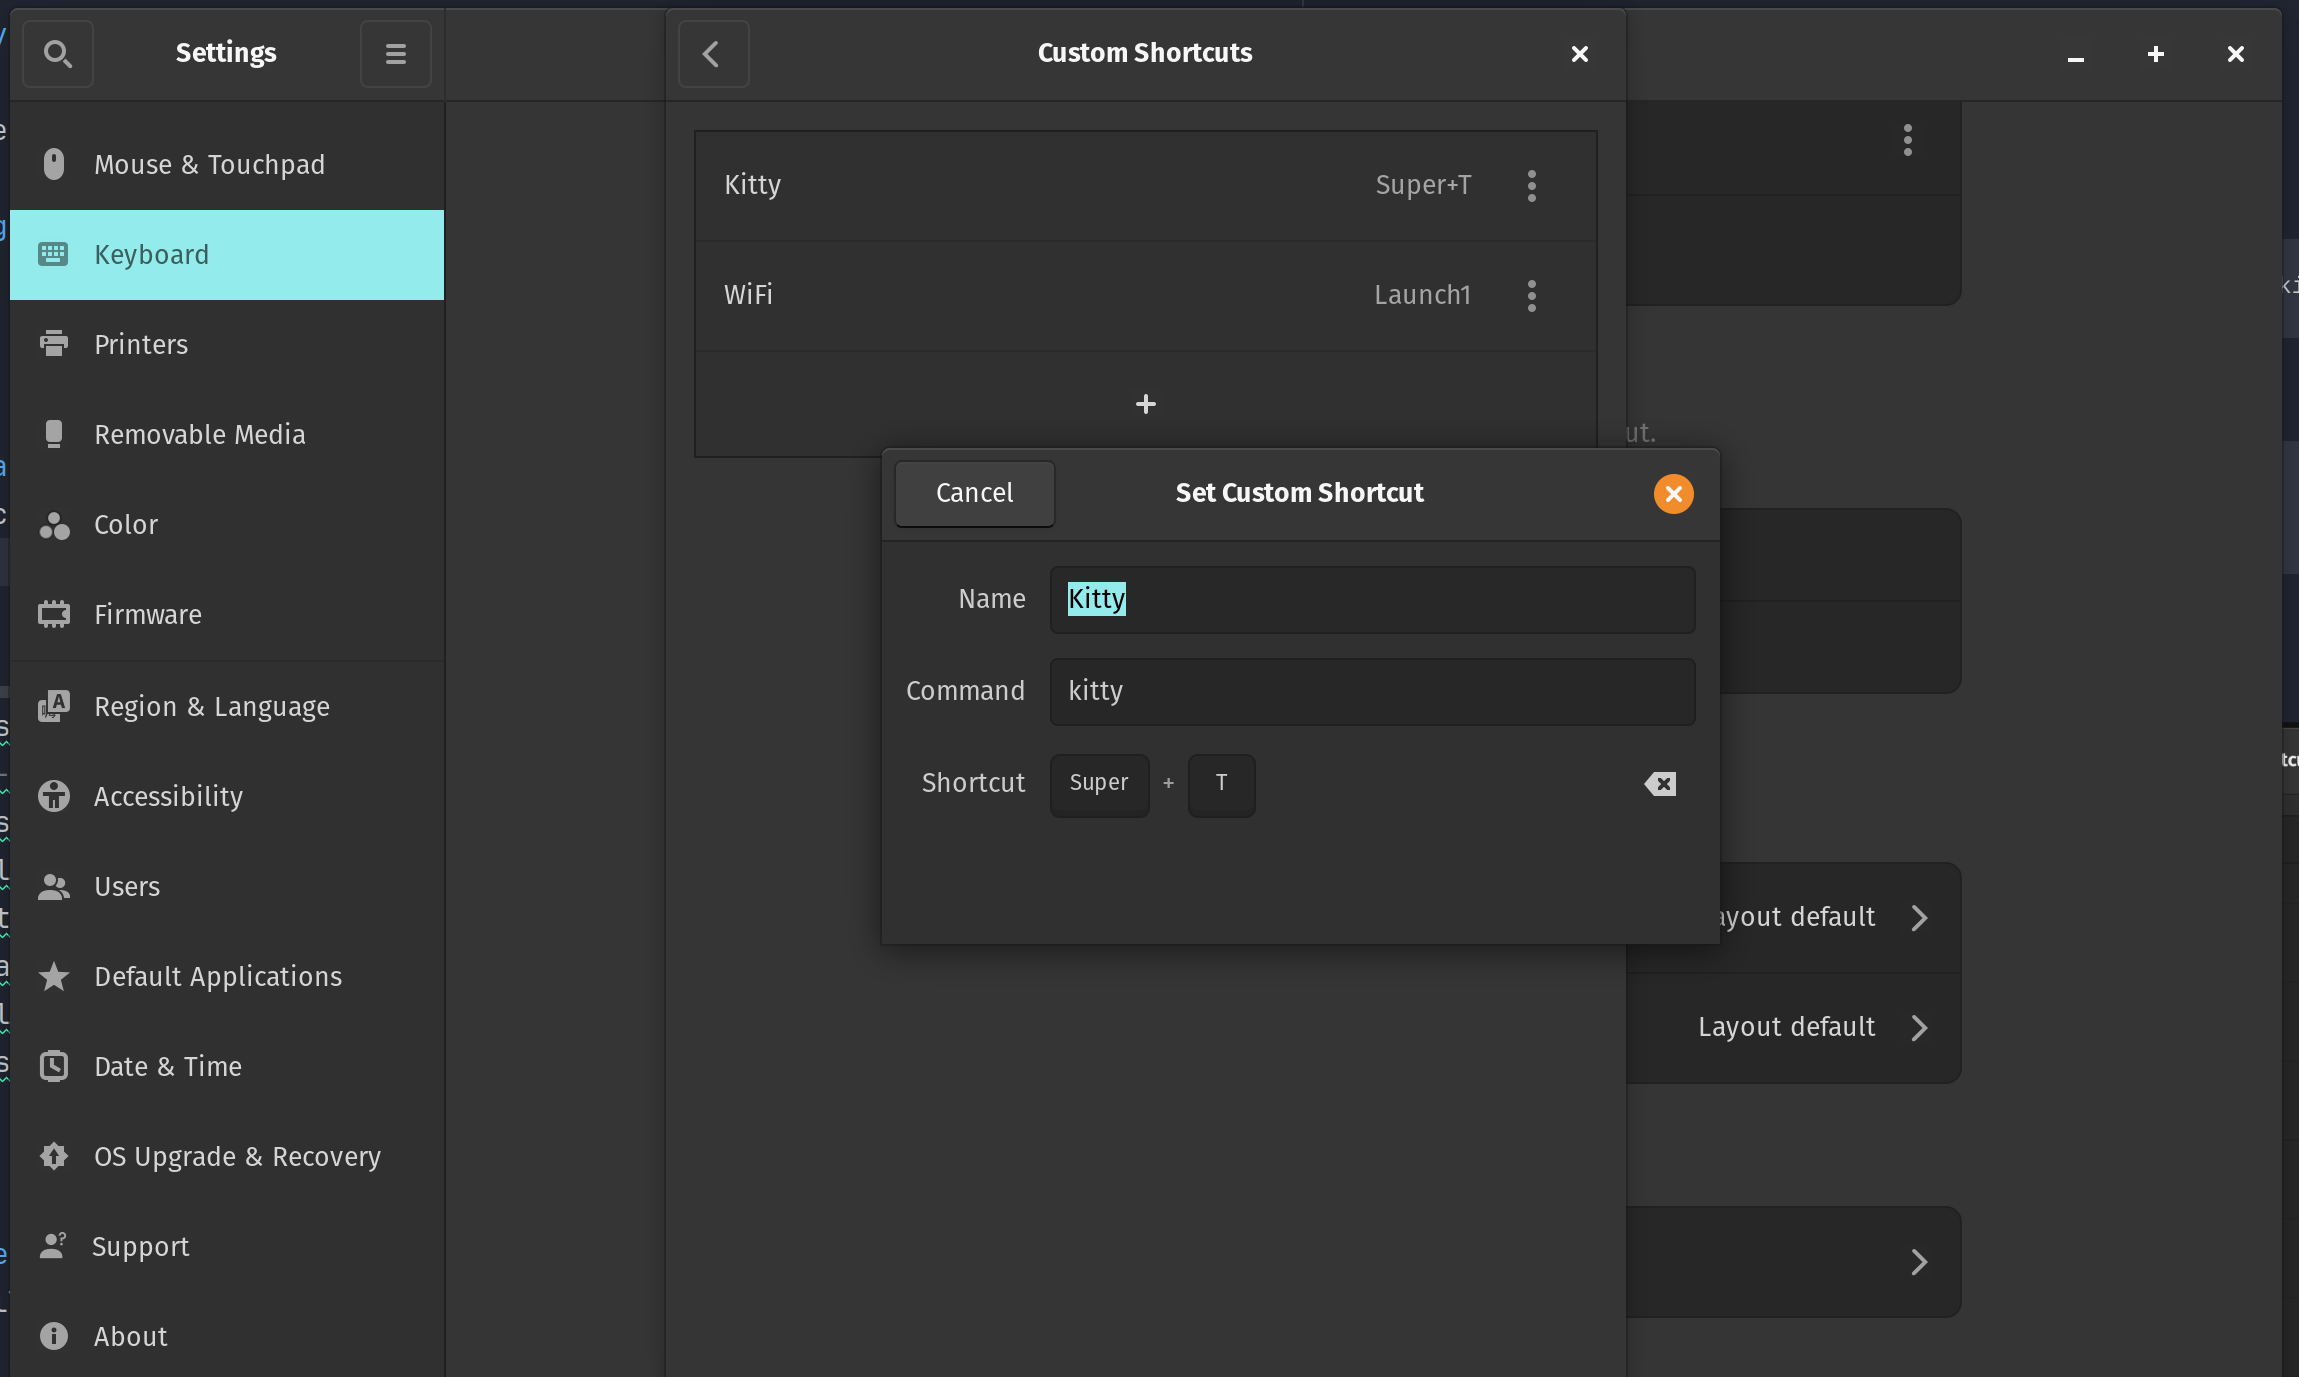 Settings
Mouse & Touchpad
Keyboard
Printers
Removable Media
Color
Firmware
Region & Language
Accessibility
Users
Default Applications
Date & Time
OS Upgrade & Recovery
Support
About
Custom Shortcuts
Kitty Super+T
WiFi Launch1
+
ut.
Cancel Set Custom Shortcut
Name Kitty
Command kitty
Shortcut Super + T
ayout default
Layout default